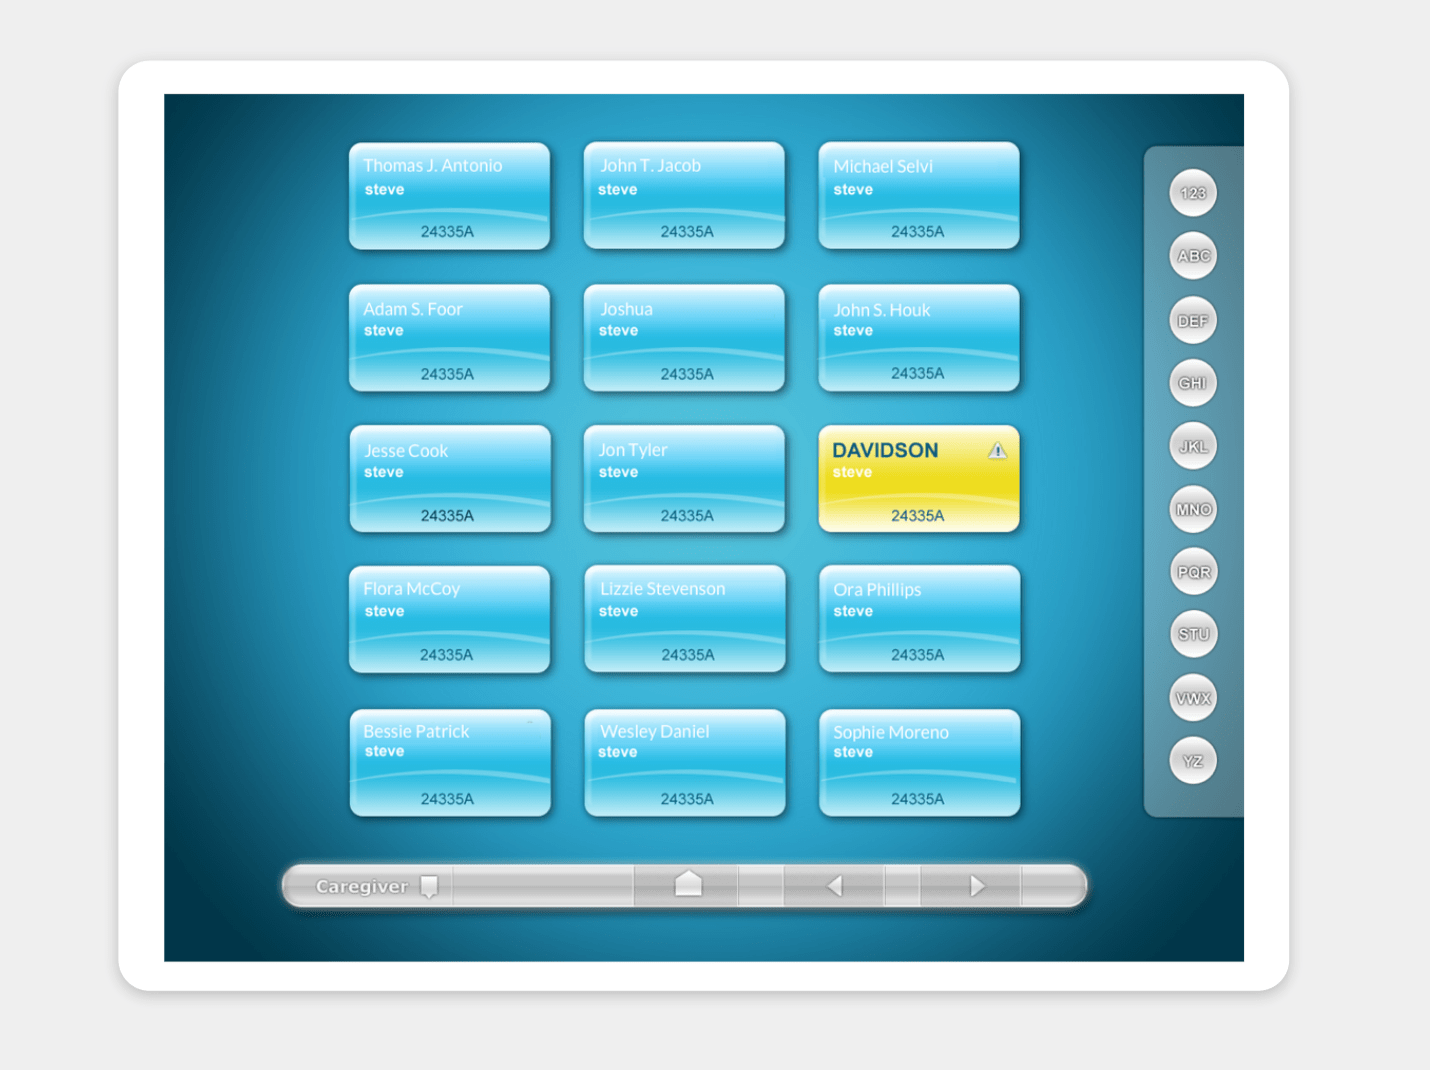 Thomas J. Antonio
steve
24335A
John T. Jacob
steve
24335A
Michael Selvi
steve
24335A
Adam S. Foor
steve
24335A
Joshua
steve
24335A
John S. Houk
steve
24335A
Jesse Cook
steve
24335A
Jon Tyler
steve
24335A
DAVIDSON
steve
24335A
Flora McCoy
steve
24335A
Lizzie Stevenson
steve
24335A
Ora Phillips
steve
24335A
Bessie Patrick
steve
24335A
Wesley Daniel
steve
24335A
Sophie Moreno
steve
24335A
123
ABC
DEF
GHI
JKL
MNO
PQR
STU
VWX
YZ
Caregiver